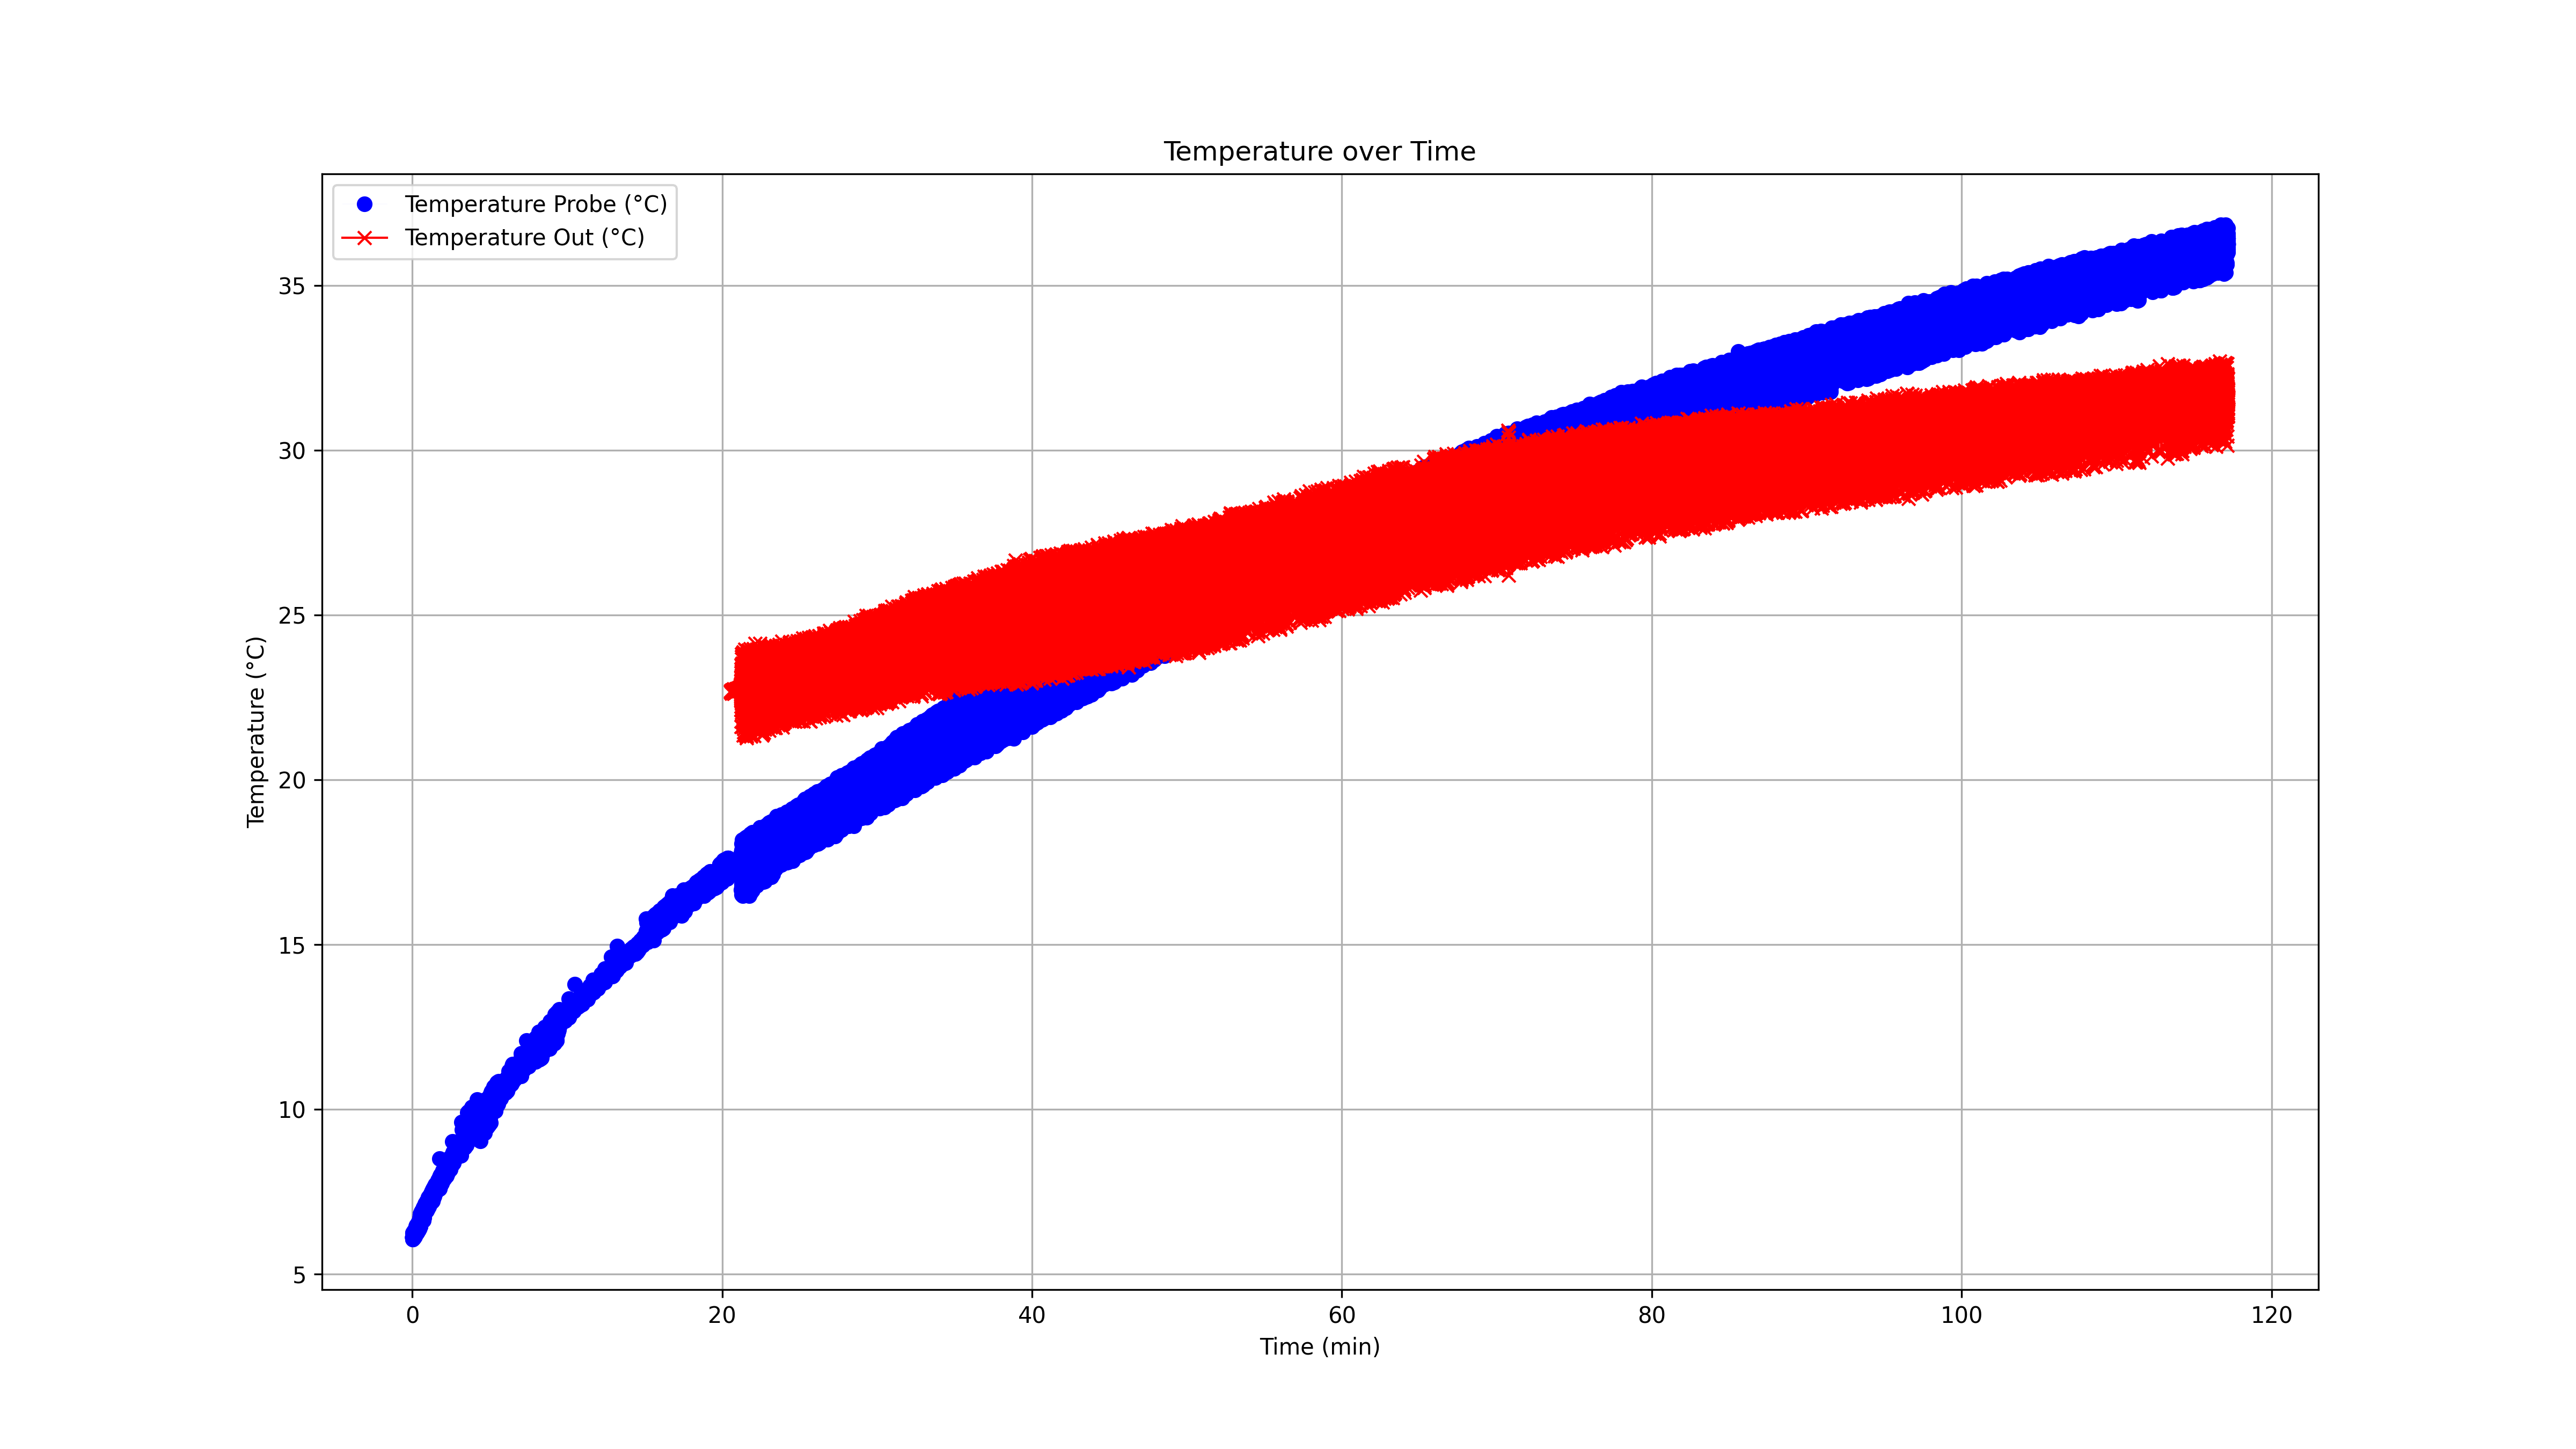 Temperature over Time
Temperature Probe (°C)
Temperature Out (°C)
Temperature (°C)
35
30
25
20
15
10
5
0 20 40 60 80 100 120
Time (min)